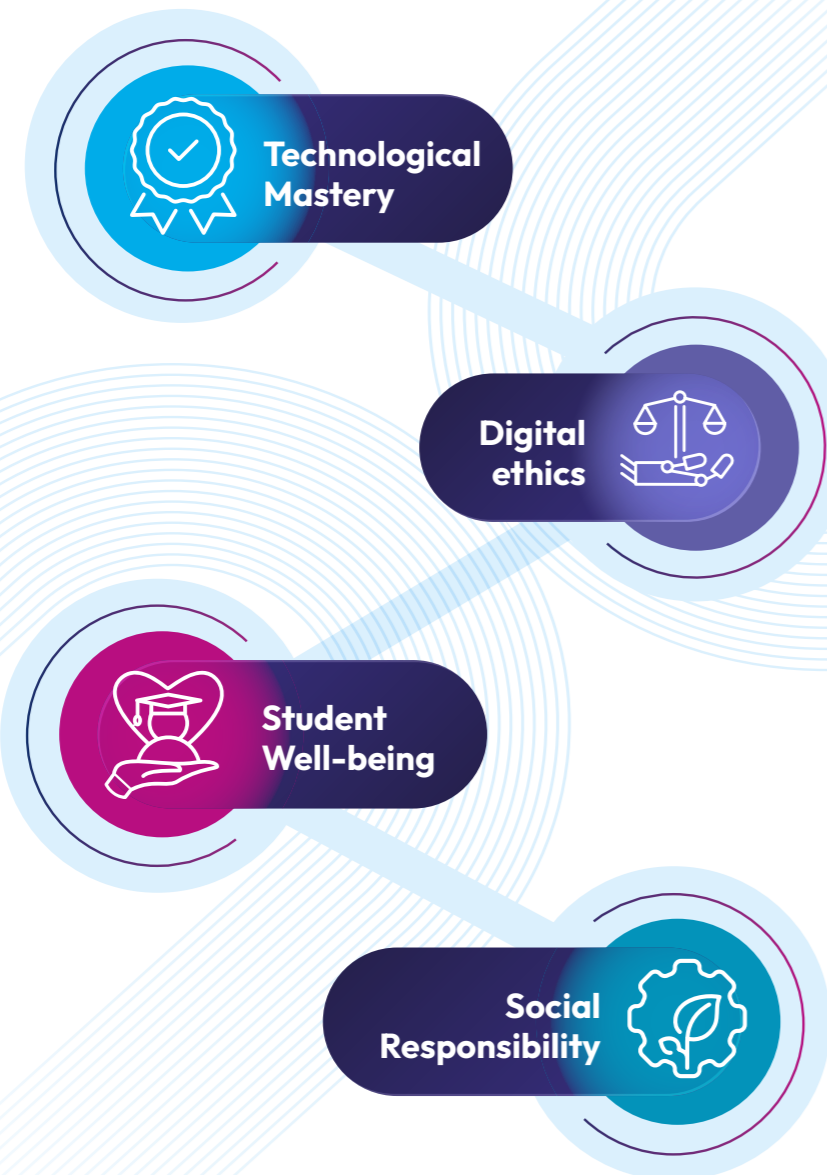 Technological
Mastery
Digital
ethics
Student
Well-being
Social
Responsibility